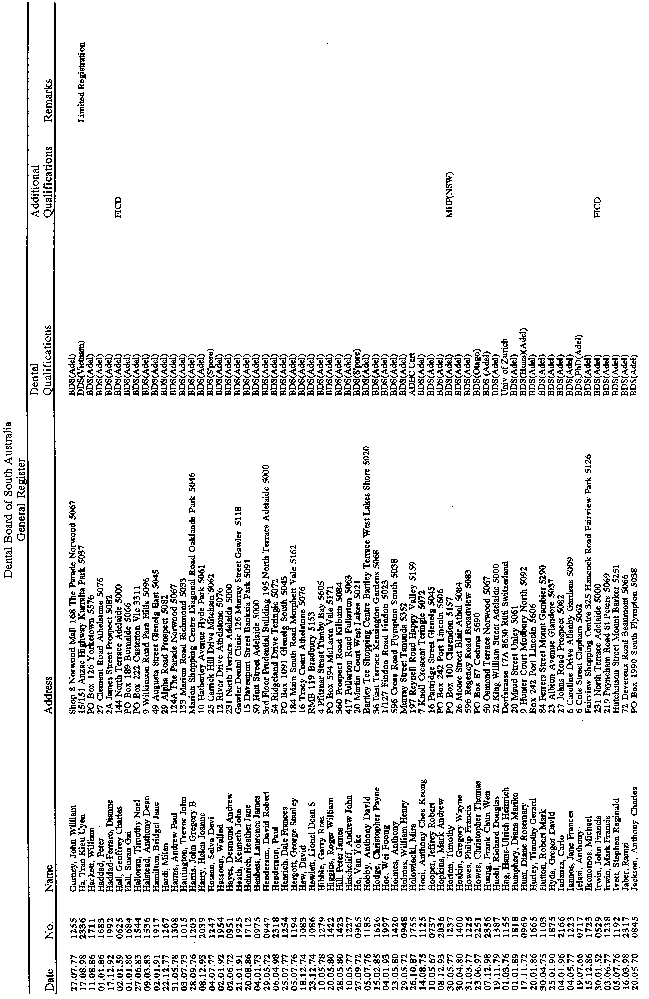 Dental Board of South Australia
General Register
Date No. Name Address Dental Qualifications Additional Qualifications Remarks
27.07.77 1255 Gurney, John William Shop 8 Norwood Mall 168 The Parade Norwood 5067 BDS(Adel)
17.08.98 2336 Ha, Tran Kieu Uyen 15/151 Anzac Highway Kurralta Park 5037 DDS(Vietnam) Limited Registration
11.08.86 1711 Hackett, William PO Box 126 Yorketown 5576 BDS(Adel)
01.01.86 1683 Haddad, Peter 27 Clement Road Athelstone 5076 BDS(Adel)
17.12.92 1992 Haddad-Ferraro, Dianne 2A James Street Prospect 5082 BDS(Adel)
02.01.59 0625 Hall, Geoffrey Charles 144 North Terrace Adelaide 5000 BDS(Adel) FICD
01.01.86 1684 Hall, Susan Gai PO Box 189 Burnside 5066 BDS(Adel)
27.06.83 1544 Halloran, Timothy Noel PO Box 222 Casterton Vic 3311 BDS(Adel)
09.03.83 1536 Halstead, Anthony Dean 9 Wilkinson Road Para Hills 5096 BDS(Adel)
02.01.91 1917 Hamilton, Bridget Jane 49 Augusta Street Glenelg East 5045 BDS(Adel)
22.12.77 1267 Hardi, Milan 29 Alpha Road Prospect 5082 BDS(Adel)
31.05.78 1308 Harms, Andrew Paul 124A The Parade Norwood 5067 BDS(Adel)
03.07.73 1015 Harrington, Trevor John 133 Marion Road Richmond 5033 BDS(Adel)
28.09.76 1203 Harris, John Gregory B Marion Shopping Centre Diagonal Road Oaklands Park 5046 BDS(Adel)
08.12.93 2039 Harry, Helen Joanne 10 Hatherley Avenue Hyde Park 5061 BDS(Adel)
04.07.77 1247 Hassan, Selva Devi 25 Carrick Hill Drive Mitcham 5062 BDS(S'pore)
02.01.92 1954 Hassoun, Walled 12 River Drive Athelstone 5076 BDS(Adel)
02.06.72 0951 Hayes, Desmond Andrew 231 North Terrace Adelaide 5000 BDS(Adel)
21.01.91 1925 Heath, Kenneth John Gawler Dental Clinic 126 Murray Street Gawler 5118 BDS(Adel)
20.08.86 1712 Heinrich, Heather Jane 15 Davenport Street Banksia Park 5091 BDS(Adel)
04.01.73 0975 Henbest, Laurence James 50 Hutt Street Adelaide 5000 BDS(Adel)
29.05.72 0947 Henderson, David Robert 3rd Floor Prudential Building 195 North Terrace Adelaide 5000 BDS(Adel)
06.04.98 2318 Henderson, Paul 54 Ridgeland Drive Teringie 5072 BDS(Adel)
25.07.77 1254 Henrich, Dale Frances PO Box 1091 Glenelg South 5045 BDS(Adel)
05.07.76 1194 Hergott, George Stanley 184 Main South Road Morphett Vale 5162 BDS(Adel)
18.12.74 1083 Hew, David 16 Tracy Court Athelstone 5076 BDS(Adel)
23.12.74 1086 Hewlett, Lionel Dean S RMB 119 Bradbury 5153 BDS(Adel)
10.05.78 1279 Hibble, Garry Ross 4 Pfitzner Street Tumby Bay 5605 BDS(Adel)
20.05.80 1422 Higgins, Roger William PO Box 594 McLaren Vale 5171 BDS(Adel)
28.05.80 1423 Hill, Peter James 360 Prospect Road Kilburn 5084 BDS(Adel)
10.05.77 1227 Hinchcliff, Andrew John 417 Fullarton Road Fullarton 5063 BDS(Adel)
27.09.72 0965 Ho, Van Yoke 20 Martin Court West Lakes 5021 BDS(S'pore)
05.07.76 1185 Hobby, Anthony David Bartley Tce Shopping Centre Bartley Terrace West Lakes Shore 5020 BDS(Adel)
15.02.85 1626 Hodge, Christopher Payne 36 East Terrace Kensington Gardens 5068 BDS(Adel)
04.01.93 1997 Hoe, Wei Foong 1/127 Findon Road Findon 5023 BDS(Adel)
23.05.80 1420 Hoimes, Anthony 596 Cross Road Plympton South 5038 BDS(Adel)
29.05.72 0948 Holmes, William Henry Murray Street Tanunda 5352 BDS(Adel)
26.10.87 1755 Holowiecki, Mira 197 Reynell Road Happy Valley 5159 ADEC Cert
14.08.75 1125 Hooi, Anthony Chee Keong 7 Knoll Crescent Teringie 5072 BDS(Adel)
10.05.67 0737 Hooper, Jeffrey Robert 16 Partridge Street Glenelg 5045 BDS(Adel)
08.12.93 2036 Hopkins, Mark Andrew PO Box 242 Port Lincoln 5606 BDS(Adel)
30.05.77 1237 Horton, Timothy PO Box 100 Clarendon 5157 BDS(Adel) MHP(NSW)
30.04.80 1400 Hoskin, Gregory Wayne 26 Moore Street Blair Athol 5084 BDS(Adel)
31.03.77 1225 Howes, Philip Francis 596 Regency Road Broadview 5083 BDS(Adel)
23.06.97 2251 Howes, Christopher Thomas PO Box 87 Ceduna 5690 BDS(Otago)
07.12.98 2356 Huang, Frank Chun Wen 50 Osmond Terrace Norwood 5067 BDS (Adel)
19.11.79 1387 Huebl, Richard Douglas 22 King William Street Adelaide 5000 BDS(Adel)
01.03.76 1155 Hug, Hans-Ulrich Heinrich Dorfstrasse 17A 8630 Rüti Switzerland Univ of Zurich
01.01.89 1818 Humphery, Diana Mariko 20 Maud Street Unley 5061 BDS(Adel)
17.11.72 0969 Hunt, Diane Rosemary 9 Hunter Court Modbury North 5092 BDS(Hons)(Adel)
20.01.86 1665 Hurley, Timothy Gerard Box 242 Port Lincoln 5606 BDS(Adel)
30.04.75 1103 Hutton, Robert Mark 84 Ferrers Street Mount Gambier 5290 BDS(Adel)
25.01.90 1875 Hyde, Gregor David 23 Albion Avenue Glandore 5037 BDS(Adel)
04.01.96 2166 Iadanza, Carlo 27 Johns Road Prospect 5082 BDS(Adel)
04.05.77 1223 Iannos, Jane Frances 6 Caroline Drive Allenby Gardens 5009 BDS(Adel)
19.07.66 0717 Ielasi, Anthony 6 Cole Street Clapham 5062 BDS,PhD(Adel)
15.12.86 1723 Ikonomos, Michael Fairview Shopping Centre 325 Hancock Road Fairview Park 5126 BDS(Adel)
30.01.52 0529 Irwin, John Francis 231 North Terrace Adelaide 5000 BDS(Adel) FICD
03.06.77 1238 Irwin, Mark Francis 219 Payneham Road St Peters 5069 BDS(Adel)
05.07.76 1192 Ivett, Stephen Reginald Hutchinson Street Mount Barker 5251 BDS(Adel)
16.03.98 2317 Jaber, Ramzi 72 Devereux Road Beaumont 5066 BDS(Adel)
20.05.70 0845 Jackson, Anthony Charles PO Box 1990 South Plympton 5038 BDS(Adel)